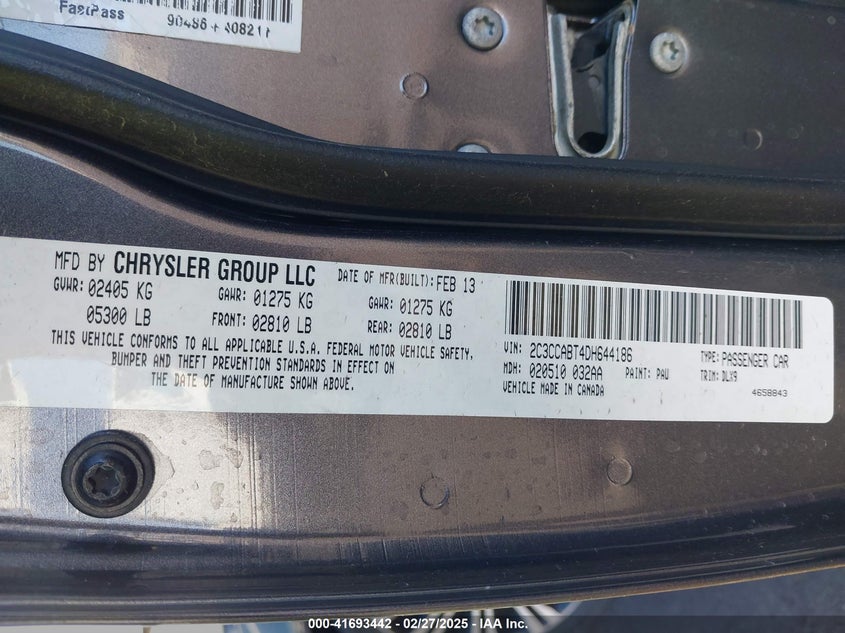 FastPass
MFD BY CHRYSLER GROUP LLC DATE OF MFR(BUILT): FEB 13
GVWR: 02405 KG GAWR: 01275 KG GAWR: 01275 KG
05300 LB FRONT: 02810 LB REAR: 02810 LB
THIS VEHICLE CONFORMS TO ALL APPLICABLE U.S.A. FEDERAL MOTOR VEHICLE SAFETY,
BUMPER AND THEFT PREVENTION STANDARDS IN EFFECT ON
THE DATE OF MANUFACTURE SHOWN ABOVE.
VIN: 2C3CCABT4DH644186 TYPE: PASSENGER CAR
MDH: 020510 032AA PAINT: PAU TRIM: DLX9
VEHICLE MADE IN CANADA 4658843
000-41693442 - 02/27/2025 - IAA Inc.